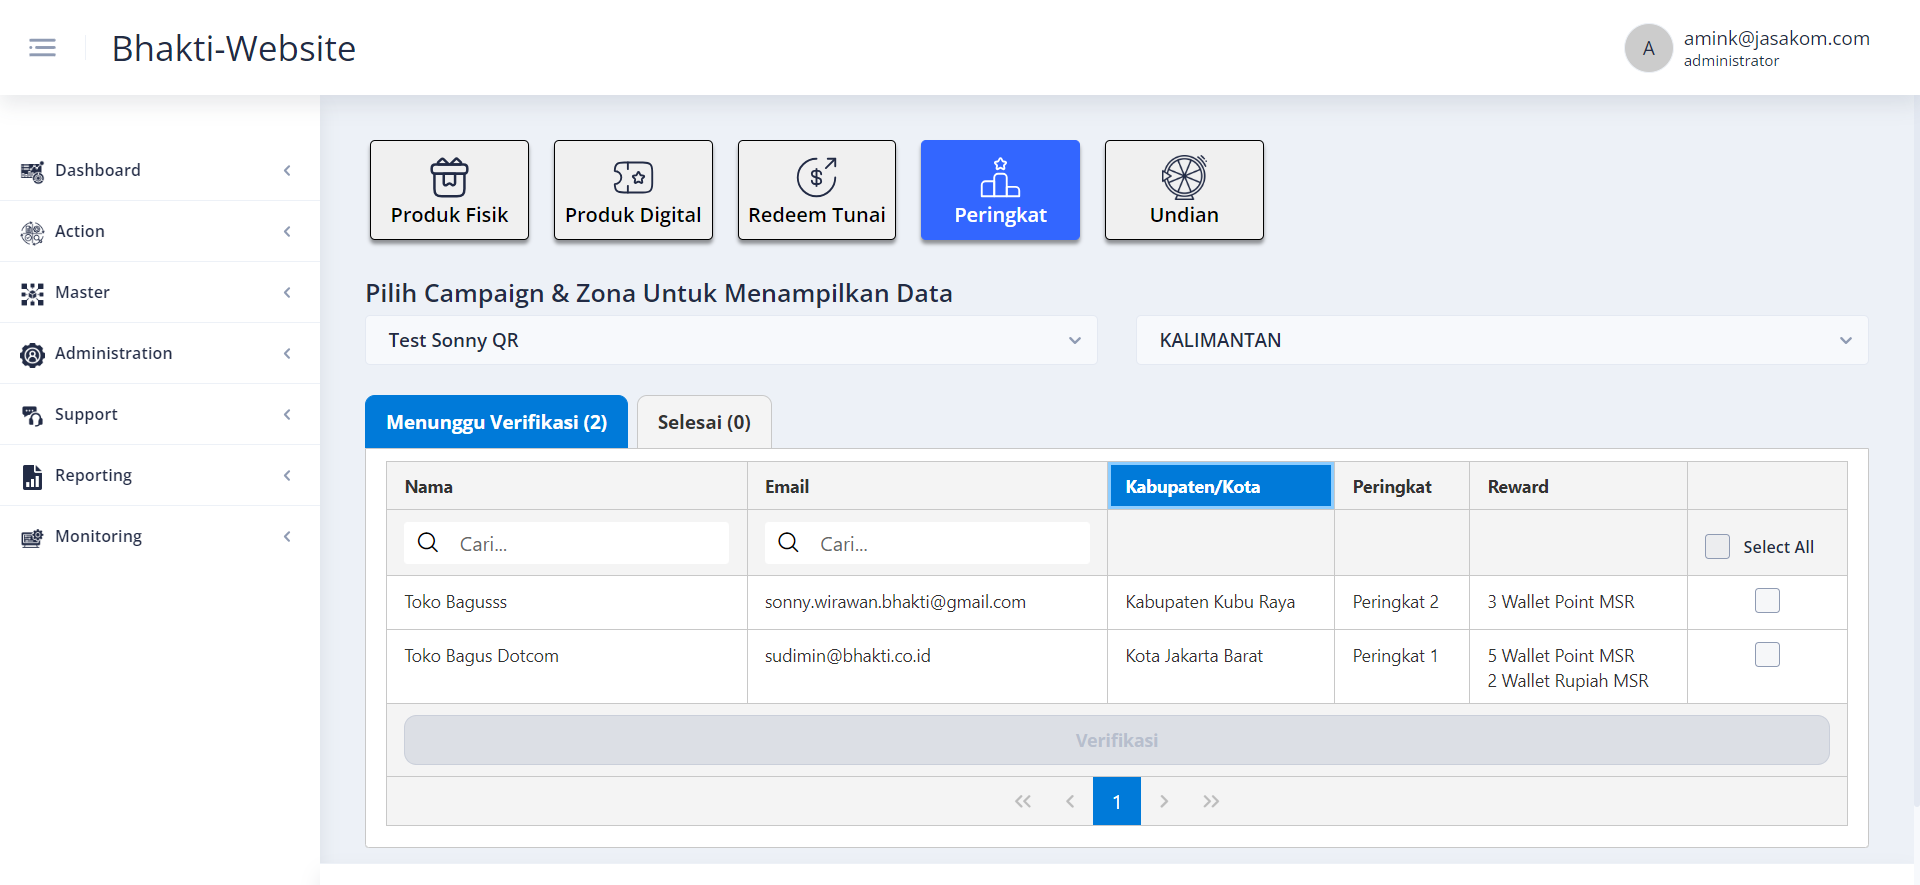 Bhakti-Website
A
amink@jasakom.com
administrator
Dashboard
Action
Master
Administration
Support
Reporting
Monitoring
Produk Fisik
Produk Digital
Redeem Tunai
Peringkat
Undian
Pilih Campaign & Zona Untuk Menampilkan Data
Test Sonny QR
KALIMANTAN
Menunggu Verifikasi (2)
Selesai (0)
Nama Email Kabupaten/Kota Peringkat Reward
Cari... Cari... Select All
Toko Bagusss sonny.wirawan.bhakti@gmail.com Kabupaten Kubu Raya Peringkat 2 3 Wallet Point MSR
Toko Bagus Dotcom sudimin@bhakti.co.id Kota Jakarta Barat Peringkat 1 5 Wallet Point MSR
2 Wallet Rupiah MSR
Verifikasi
1